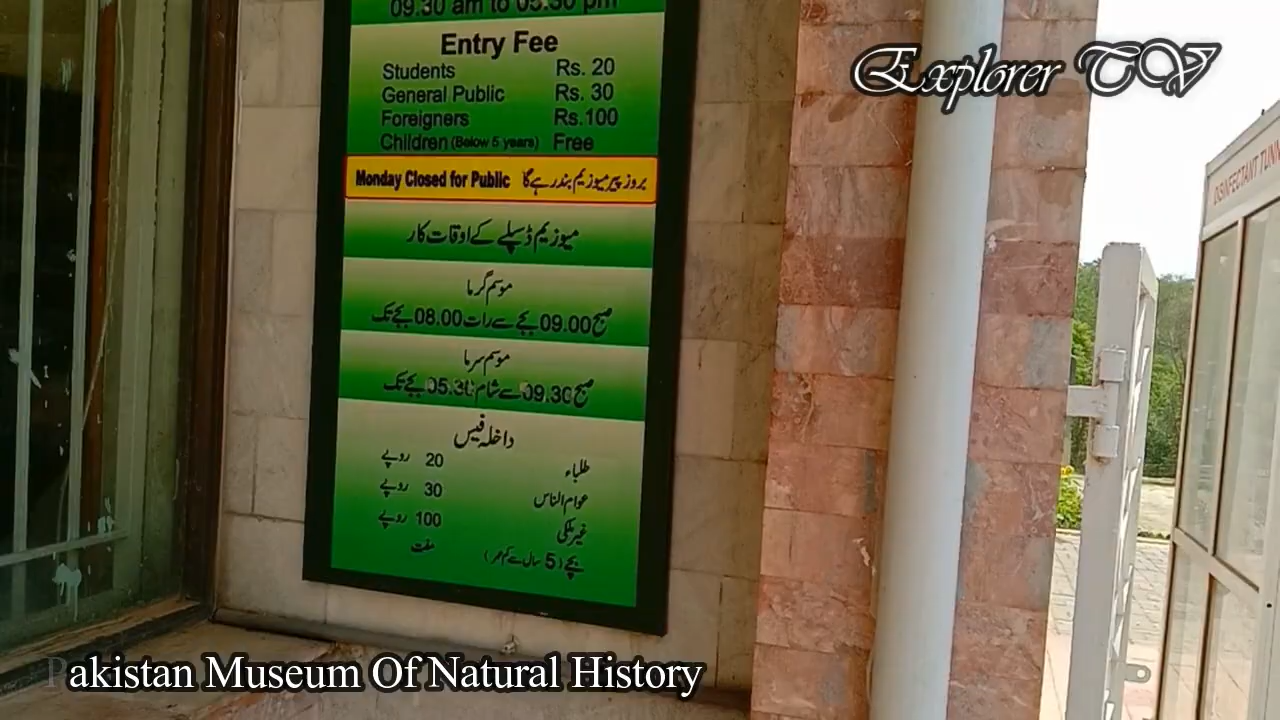 09.30 am to 05.30 pm
Entry Fee
Students Rs. 20
General Public Rs. 30
Foreigners Rs.100
Children (Below 5 years) Free
Monday Closed for Public بروز پیر میوزیم بند رہے گا
میوزیم ڈسپلے کے اوقات کار
موسم گرما
صبح 09.00 بجے سے رات 08.00 بجے تک
موسم سرما
صبح 09.30 سے شام 05.30 بجے تک
داخلہ فیس
طلباء 20 روپے
عوام الناس 30 روپے
غیر ملکی 100 روپے
بچے (5 سال سے کم عمر) مفت
Explorer TV
DISINFECTANT
Pakistan Museum Of Natural History